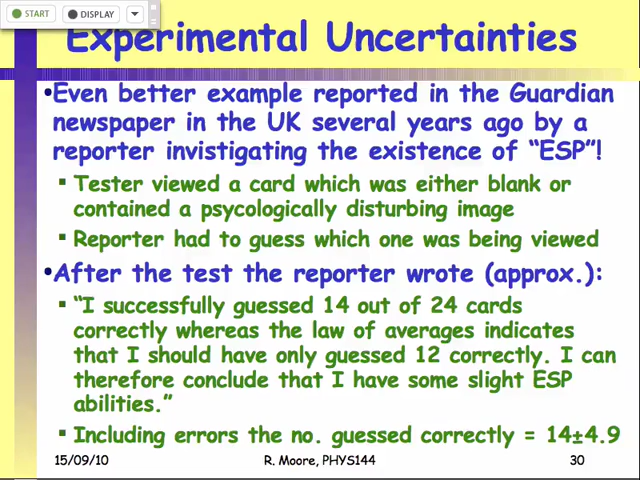 START DISPLAY
Experimental Uncertainties
•Even better example reported in the Guardian
newspaper in the UK several years ago by a
reporter invistigating the existence of “ESP”!
▪ Tester viewed a card which was either blank or
contained a psycologically disturbing image
▪ Reporter had to guess which one was being viewed
•After the test the reporter wrote (approx.):
▪ “I successfully guessed 14 out of 24 cards
correctly whereas the law of averages indicates
that I should have only guessed 12 correctly. I can
therefore conclude that I have some slight ESP
abilities.”
▪ Including errors the no. guessed correctly = 14±4.9
15/09/10 R. Moore, PHYS144 30